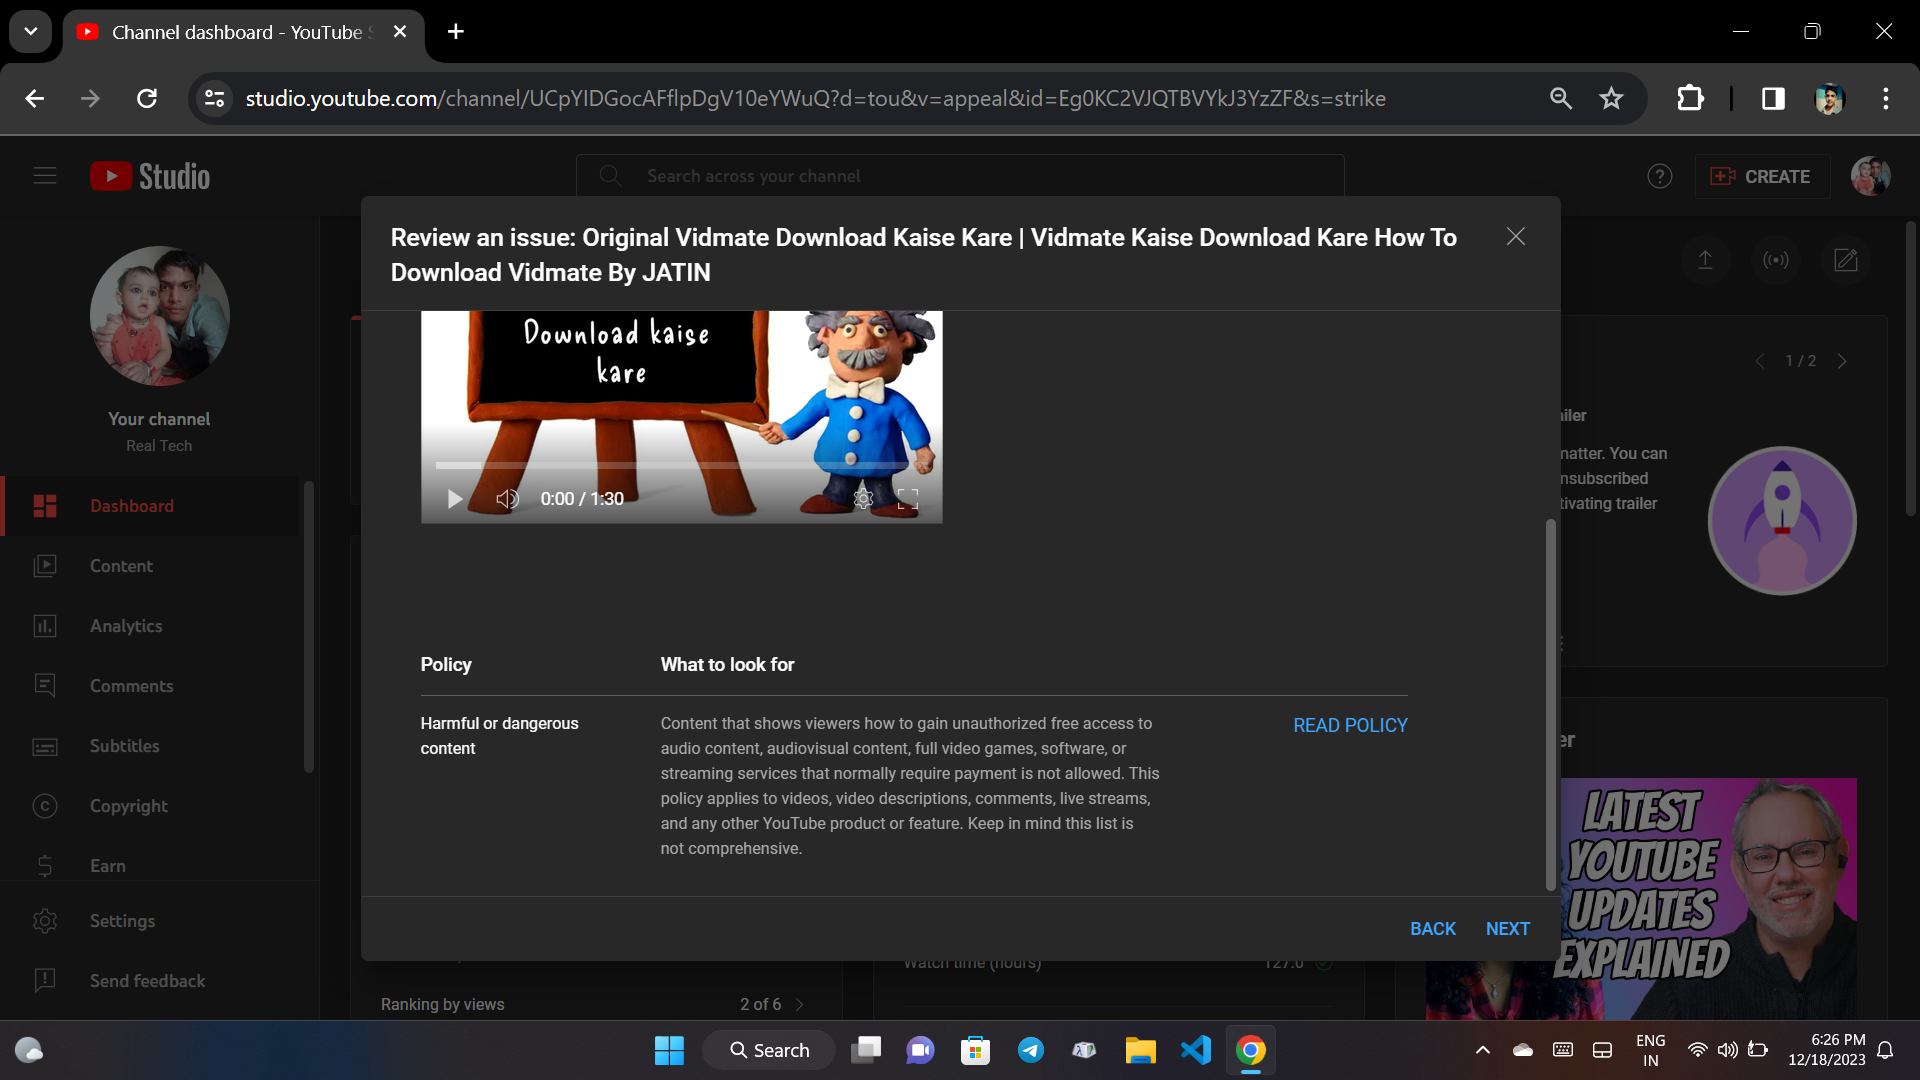 Channel dashboard - YouTube S
studio.youtube.com/channel/UCpYIDGocAFflpDgV10eYWuQ?d=tou&v=appeal&id=Eg0KC2VJQTBVYkJ3YzZF&s=strike
Studio
Search across your channel
CREATE
Review an issue: Original Vidmate Download Kaise Kare | Vidmate Kaise Download Kare How To
Download Vidmate By JATIN
Download kaise
kare
0:00 / 1:30
Policy
What to look for
Harmful or dangerous
content
Content that shows viewers how to gain unauthorized free access to
audio content, audiovisual content, full video games, software, or
streaming services that normally require payment is not allowed. This
policy applies to videos, video descriptions, comments, live streams,
and any other YouTube product or feature. Keep in mind this list is
not comprehensive.
READ POLICY
BACK
NEXT
Your channel
Real Tech
Dashboard
Content
Analytics
Comments
Subtitles
Copyright
Earn
Settings
Send feedback
1 / 2
iler
natter. You can
nsubscribed
tivating trailer
er
LATEST
YOUTUBE
UPDATES
EXPLAINED
Watch time (hours)
127.0
Ranking by views
2 of 6
Search
ENG
IN
6:26 PM
12/18/2023